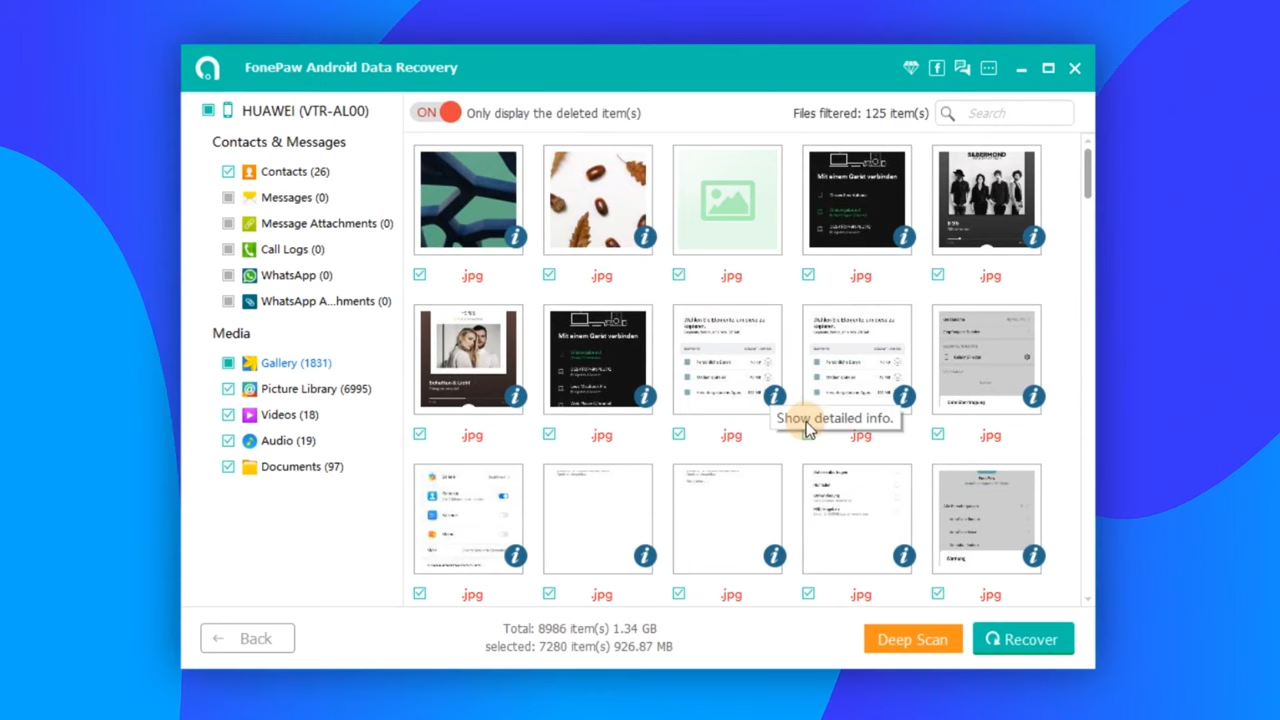 FonePaw Android Data Recovery
HUAWEI (VTR-AL00)
Contacts & Messages
Contacts (26)
Messages (0)
Message Attachments (0)
Call Logs (0)
WhatsApp (0)
WhatsApp A...hments (0)
Media
Gallery (1831)
Picture Library (6995)
Videos (18)
Audio (19)
Documents (97)
ON Only display the deleted item(s)
Files filtered: 125 item(s)
Search
Mit einem Gerät verbinden
SILBERMOND
.jpg .jpg .jpg .jpg .jpg
Mit einem Gerät verbinden
.jpg .jpg .jpg .jpg .jpg
Show detailed info.
Warnung
.jpg .jpg .jpg .jpg .jpg
← Back
Total: 8986 item(s) 1.34 GB
selected: 7280 item(s) 926.87 MB
Deep Scan
Recover